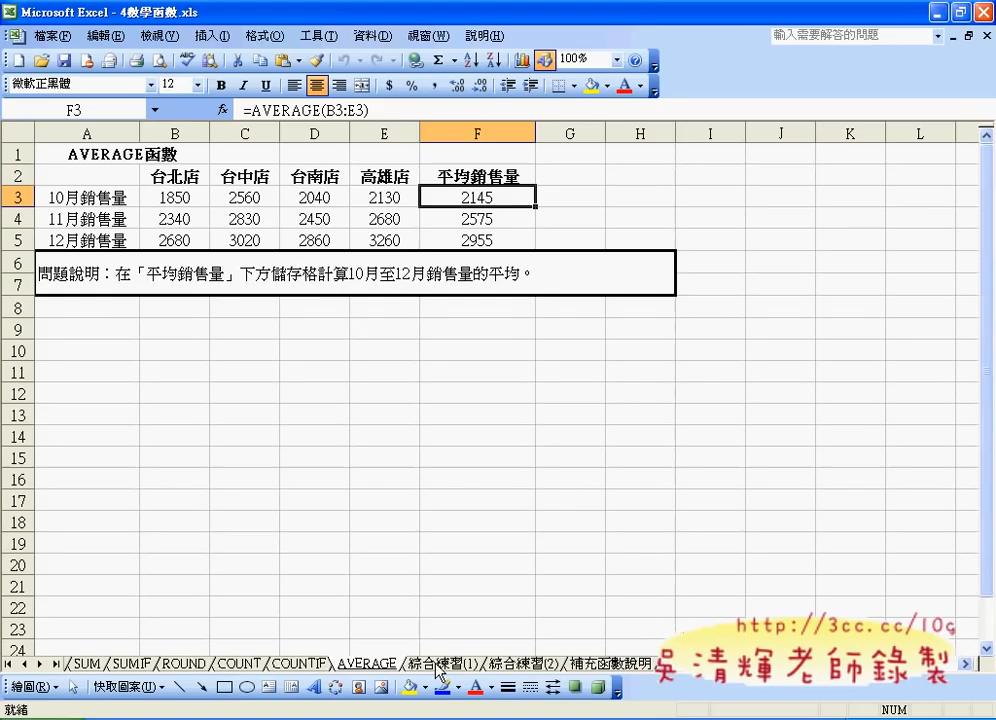 Microsoft Excel - 4數學函數.xls
檔案(F) 編輯(E) 檢視(V) 插入(I) 格式(O) 工具(T) 資料(D) 視窗(W) 說明(H) 輸入需要解答的問題
100%
微軟正黑體 12 B I U $ % ,
F3 fx =AVERAGE(B3:E3)
A B C D E F G H I J K L
1 AVERAGE函數
2 台北店 台中店 台南店 高雄店 平均銷售量
3 10月銷售量 1850 2560 2040 2130 2145
4 11月銷售量 2340 2830 2450 2680 2575
5 12月銷售量 2680 3020 2860 3260 2955
6 問題說明：在「平均銷售量」下方儲存格計算10月至12月銷售量的平均。
7
8
9
10
11
12
13
14
15
16
17
18
19
20
21
22
23
24
http://3cc.cc/10g
吳清輝老師錄製
SUM SUMIF ROUND COUNT COUNTIF AVERAGE 綜合練習(1) 綜合練習(2) 補充函數說明
繪圖(R) 快取圖案(U)
就緒 NUM